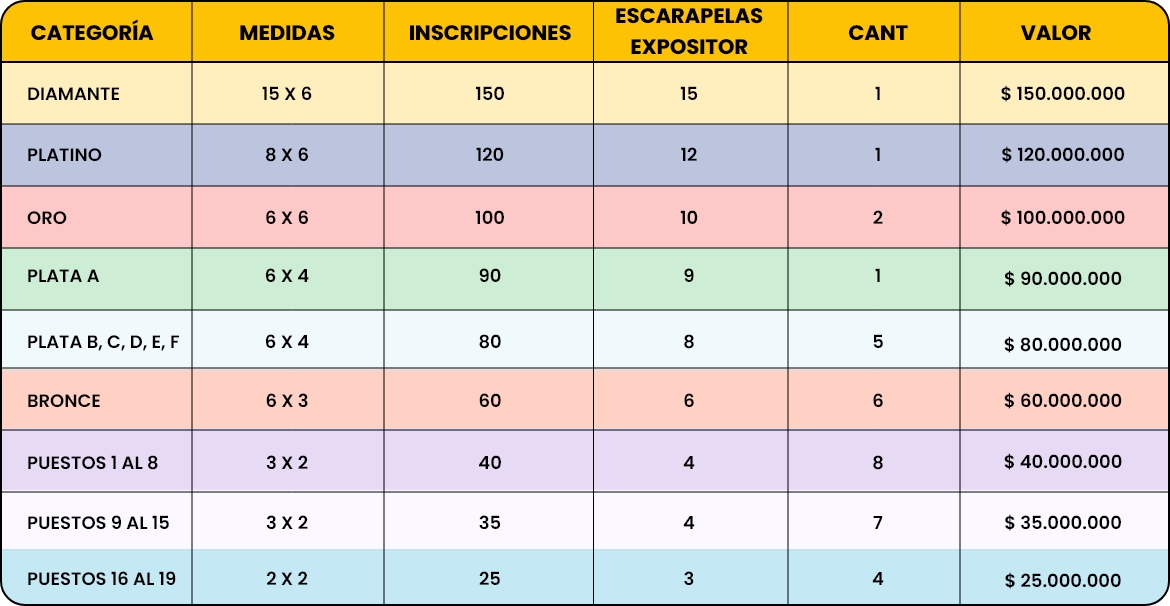 CATEGORÍA MEDIDAS INSCRIPCIONES ESCARAPELAS EXPOSITOR CANT VALOR
DIAMANTE 15 X 6 150 15 1 $ 150.000.000
PLATINO 8 X 6 120 12 1 $ 120.000.000
ORO 6 X 6 100 10 2 $ 100.000.000
PLATA A 6 X 4 90 9 1 $ 90.000.000
PLATA B, C, D, E, F 6 X 4 80 8 5 $ 80.000.000
BRONCE 6 X 3 60 6 6 $ 60.000.000
PUESTOS 1 AL 8 3 X 2 40 4 8 $ 40.000.000
PUESTOS 9 AL 15 3 X 2 35 4 7 $ 35.000.000
PUESTOS 16 AL 19 2 X 2 25 3 4 $ 25.000.000